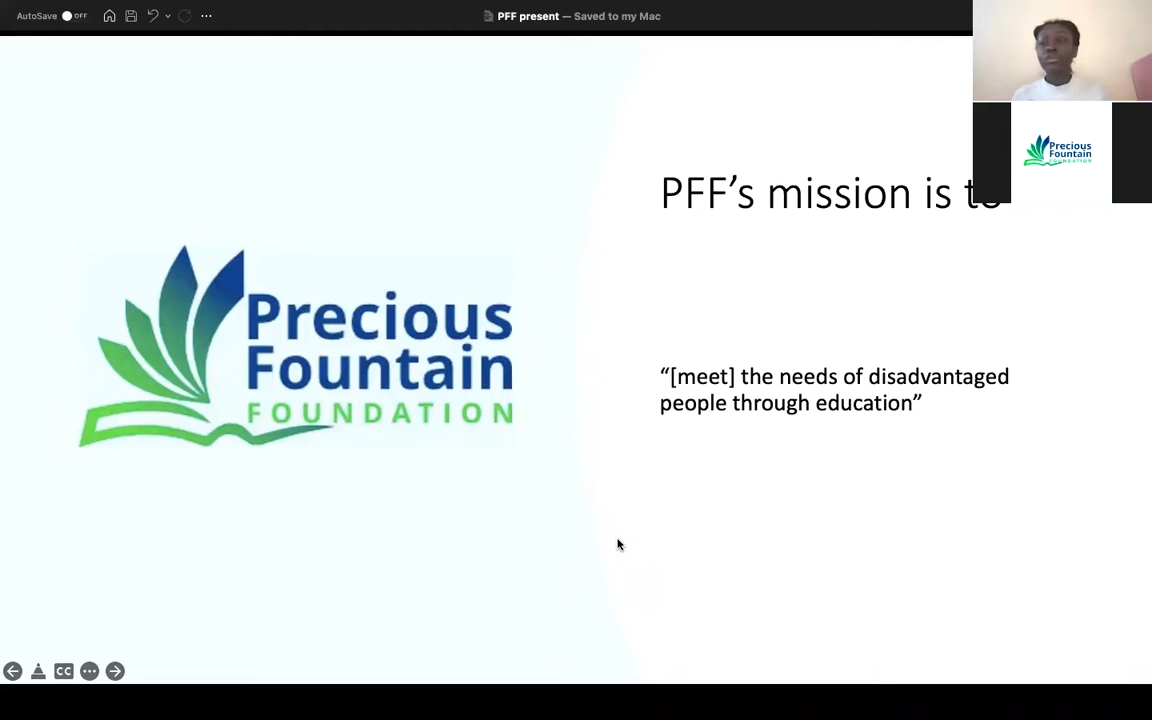 AutoSave OFF
PFF present — Saved to my Mac
Precious
Fountain
FOUNDATION
PFF’s mission is to
“[meet] the needs of disadvantaged
people through education”
Precious
Fountain
FOUNDATION
CC